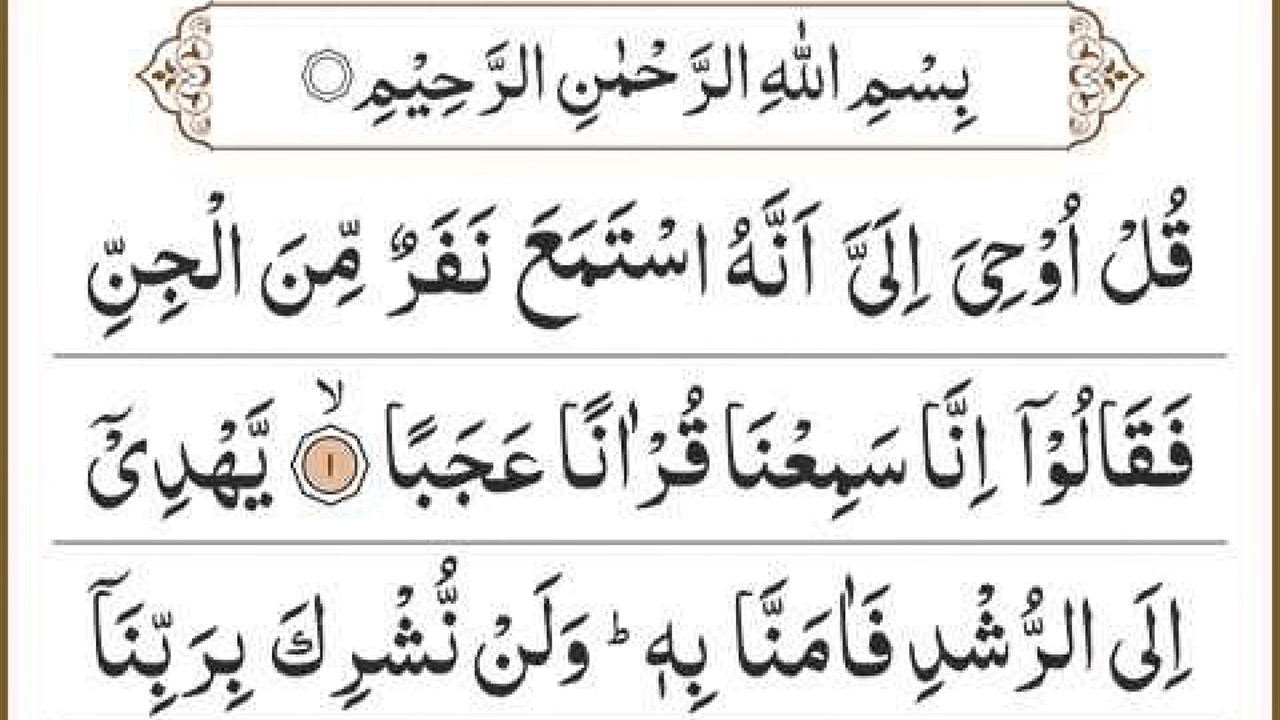 بِسْمِ اللّٰهِ الرَّحْمٰنِ الرَّحِيْمِ
قُلْ اُوْحِیَ اِلَیَّ اَنَّهُ اسْتَمَعَ نَفَرٌ مِّنَ الْجِنِّ
فَقَالُوْۤا اِنَّا سَمِعْنَا قُرْاٰنًا عَجَبًا ۙ ١ یَّهْدِیْۤ
اِلَی الرُّشْدِ فَاٰمَنَّا بِهٖ ؕ وَلَنْ نُّشْرِكَ بِرَبِّنَاۤ